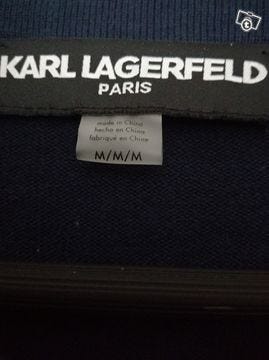 KARL LAGERFELD
PARIS
made in China
hecho en China
fabriqué en Chine
M/M/M